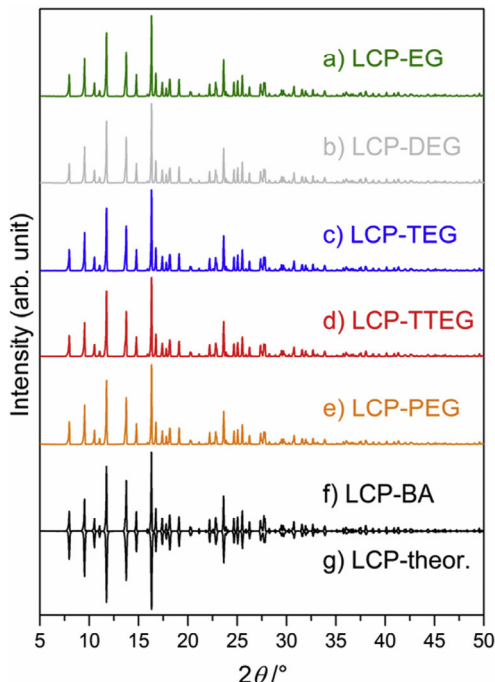 Intensity (arb. unit)
a) LCP-EG
b) LCP-DEG
c) LCP-TEG
d) LCP-TTEG
e) LCP-PEG
f) LCP-BA
g) LCP-theor.
5 10 15 20 25 30 35 40 45 50
2θ/°